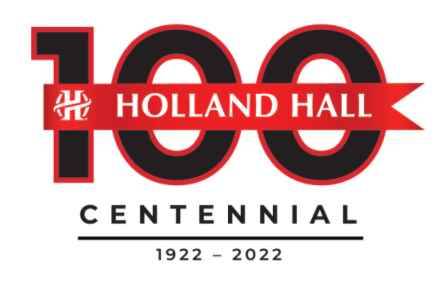 100
H HOLLAND HALL
CENTENNIAL
1922 – 2022